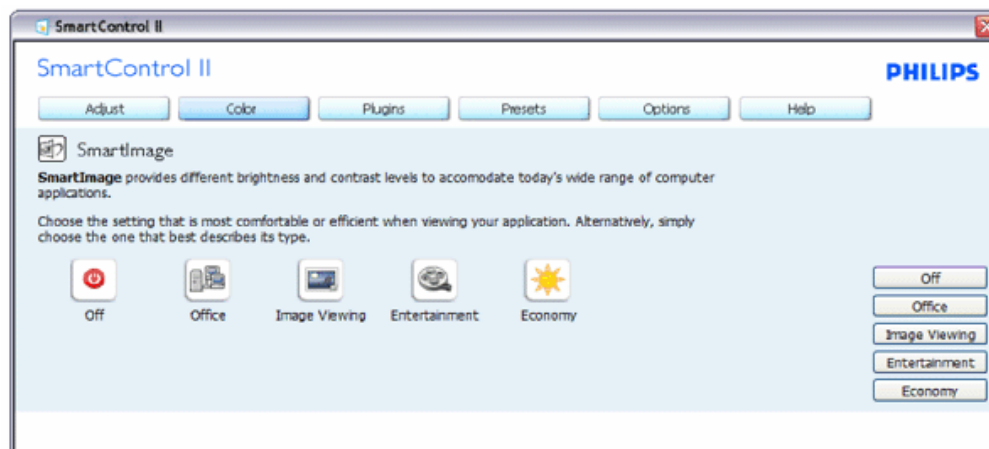 SmartControl II
SmartControl II
PHILIPS
Adjust Color Plugins Presets Options Help
SmartImage
SmartImage provides different brightness and contrast levels to accomodate today's wide range of computer
applications.
Choose the setting that is most comfortable or efficient when viewing your application. Alternatively, simply
choose the one that best describes its type.
Off Office Image Viewing Entertainment Economy
Off
Office
Image Viewing
Entertainment
Economy